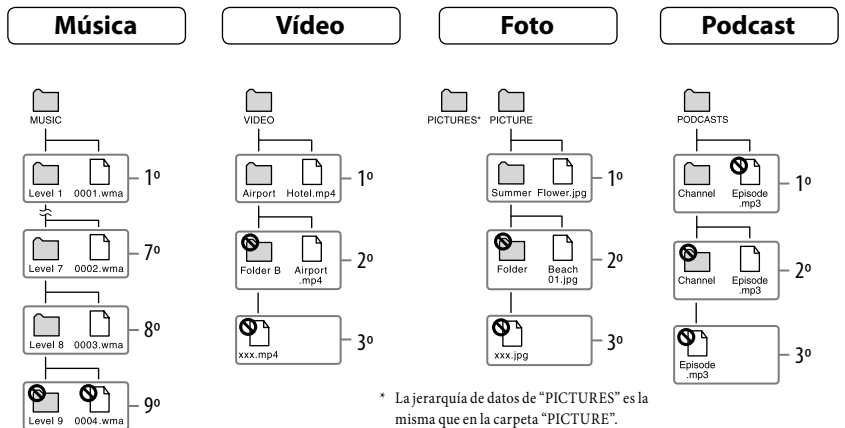 Música
MUSIC
Level 1 0001.wma
1º
Level 7 0002.wma
7º
Level 8 0003.wma
8º
Level 9 0004.wma
9º
Vídeo
VIDEO
Airport Hotel.mp4
1º
Folder B Airport
.mp4
2º
xxx.mp4
3º
Foto
PICTURES* PICTURE
Summer Flower.jpg
1º
Folder Beach
01.jpg
2º
xxx.jpg
3º
* La jerarquía de datos de “PICTURES” es la
misma que en la carpeta “PICTURE”.
Podcast
PODCASTS
Channel Episode
.mp3
1º
Channel Episode
.mp3
2º
Episode
.mp3
3º